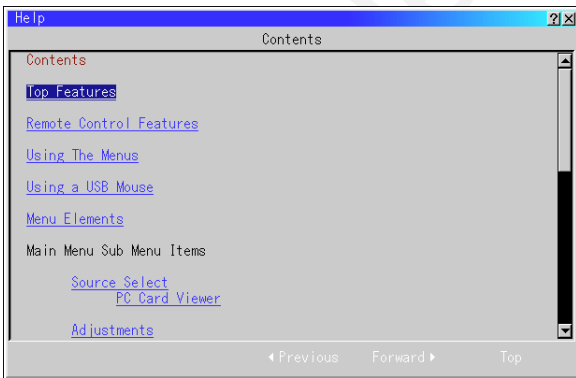 Help
Contents
Contents
Top Features
Remote Control Features
Using The Menus
Using a USB Mouse
Menu Elements
Main Menu Sub Menu Items
Source Select
PC Card Viewer
Adjustments
Previous Forward Top